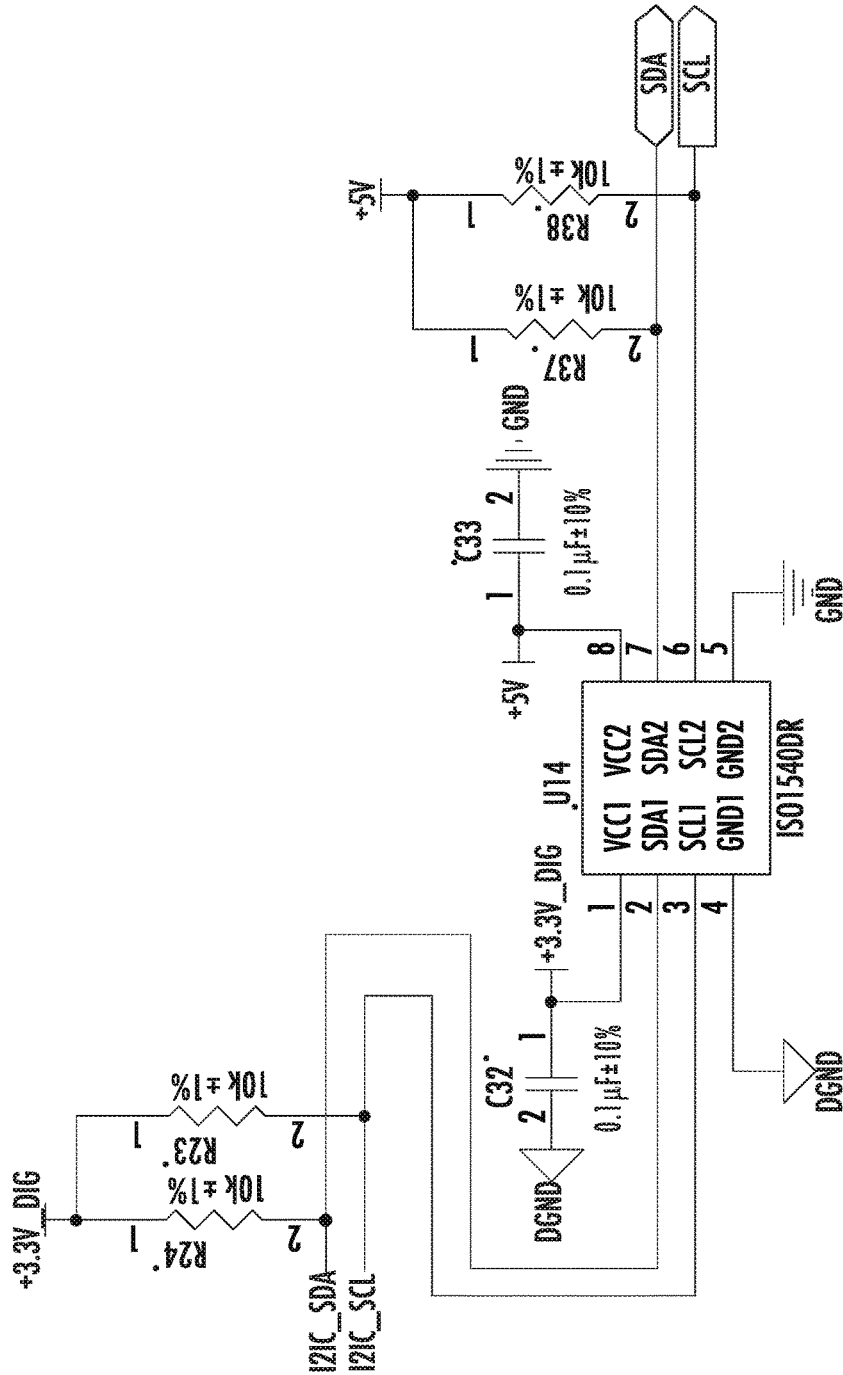 +3.3V_DIG
1
1
R24
10k ±1%
R23
10k ±1%
2
2
I2IC_SDA
I2IC_SCL
+5V
1
1
R37
10k ±1%
R38
10k ±1%
2
2
SDA
SCL
+5V
C33
1
2
GND
0.1µF±10%
DGND
C32
2
1
+3.3V_DIG
0.1µF±10%
U14
1
VCC1
VCC2
8
2
SDA1
SDA2
7
3
SCL1
SCL2
6
4
GND1
GND2
5
ISO1540DR
DGND
GND